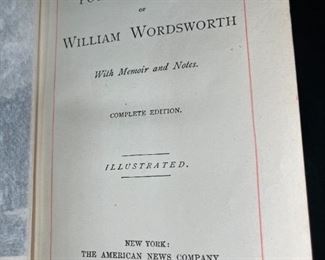 OF
WILLIAM WORDSWORTH
With Memoir and Notes.
COMPLETE EDITION.
ILLUSTRATED.
NEW YORK:
THE AMERICAN NEWS COMPANY